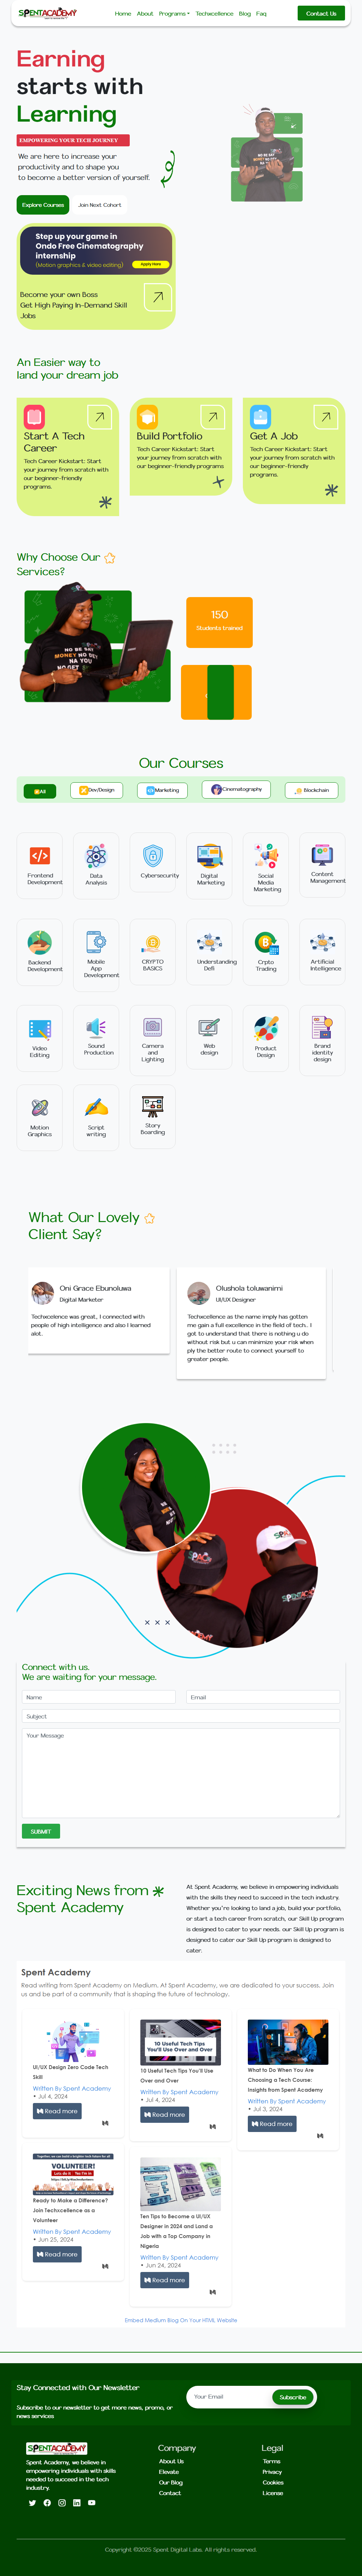 SPENTACADEMY
Home
About
Programs
Techxcellence
Blog
Faq
Contact Us
Earning
starts with
Learning
EMPOWERING YOUR TECH JOURNEY
We are here to increase your
productivity and to shape you
to become a better version of yourself.
Explore Courses
Join Next Cohort
Step up your game in
Ondo Free Cinematography
internship
(Motion graphics & video editing)
Apply Here
Become your own Boss
Get High Paying In-Demand Skill
Jobs
An Easier way to
land your dream job
Start A Tech
Career
Tech Career Kickstart: Start
your journey from scratch with
our beginner-friendly
programs.
Build Portfolio
Tech Career Kickstart: Start
your journey from scratch with
our beginner-friendly programs
Get A Job
Tech Career Kickstart: Start
your journey from scratch with
our beginner-friendly
programs.
Why Choose Our
Services?
150
Students trained
Our Courses
All
Dev/Design
Marketing
Cinematography
Blockchain
Frontend
Development
Data
Analysis
Cybersecurity
Digital
Marketing
Social
Media
Marketing
Content
Management
Backend
Development
Mobile
App
Development
CRYPTO
BASICS
Understanding
Defi
Crpto
Trading
Artificial
Intelligence
Video
Editing
Sound
Production
Camera
and
Lighting
Web
design
Product
Design
Brand
identity
design
Motion
Graphics
Script
writing
Story
Boarding
What Our Lovely
Client Say?
Oni Grace Ebunoluwa
Digital Marketer
Techxcelence was great, I connected with
people of high intelligence and also I learned
alot.
Olushola toluwanimi
UI/UX Designer
Techxcellence as the name imply has gotten
me gain a full excellence in the field of tech.. I
got to understand that there is nothing u do
without risk but u can minimize your risk when
ply the better route to connect yourself to
greater people.
Connect with us.
We are waiting for your message.
Name
Email
Subject
Your Message
SUBMIT
Exciting News from
Spent Academy
At Spent Academy, we believe in empowering individuals
with the skills they need to succeed in the tech industry.
Whether you're looking to land a job, build your portfolio,
or start a tech career from scratch, our Skill Up program
is designed to cater to your needs. our Skill Up program is
designed to cater our Skill Up program is designed to
cater.
Spent Academy
Read writing from Spent Academy on Medium. At Spent Academy, we are dedicated to your success. Join
us and be part of a community that is shaping the future of technology.
UI/UX Design Zero Code Tech
Skill
Written By Spent Academy
• Jul 4, 2024
Read more
10 Useful Tech Tips
You'll Use Over and Over
10 Useful Tech Tips You'll Use
Over and Over
Written By Spent Academy
• Jul 4, 2024
Read more
What to Do When You Are
Choosing a Tech Course:
Insights from Spent Academy
Written By Spent Academy
• Jul 3, 2024
Read more
VOLUNTEER!
Ready to Make a Difference?
Join Techxcellence as a
Volunteer
Written By Spent Academy
• Jun 25, 2024
Read more
Ten Tips to Become a UI/UX
Designer in 2024 and Land a
Job with a Top Company in
Nigeria
Written By Spent Academy
• Jun 24, 2024
Read more
Embed Medium Blog On Your HTML Website
Stay Connected with Our Newsletter
Subscribe to our newsletter to get more news, promo, or
news services
Your Email
Subscribe
SPENTACADEMY
Spent Academy, we believe in
empowering individuals with skills
needed to succeed in the tech
industry.
Company
About Us
Elevate
Our Blog
Contact
Legal
Terms
Privacy
Cookies
License
Copyright ©2025 Spent Digital Labs. All rights reserved.